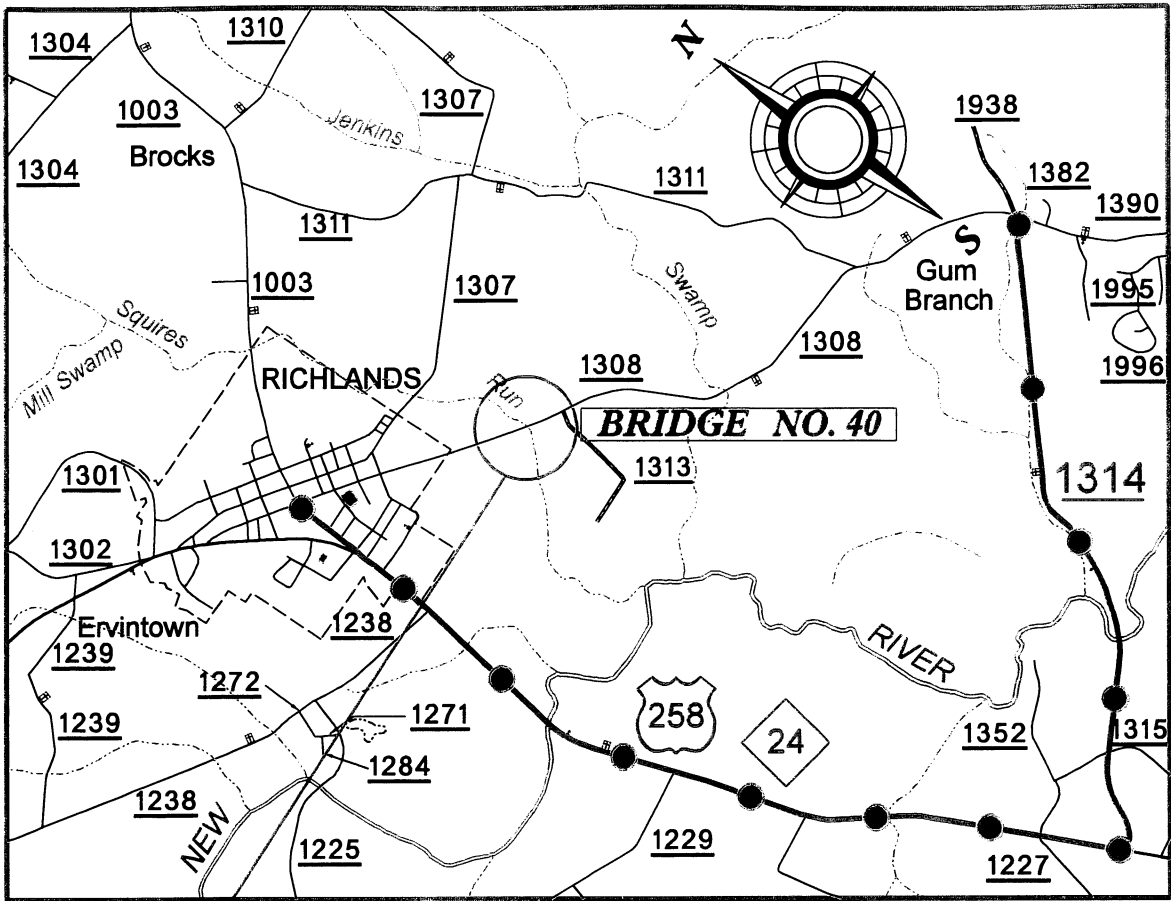 1304
1310
1003
Brocks
1307
Jenkins
1304
N
1938
1382
1390
1311
1311
S
Gum
Branch
1003
1307
1995
Squires
Swamp
Mill Swamp
1308
1996
RICHLANDS
Run
1308
BRIDGE NO. 40
1301
1313
1314
1302
Ervintown
1238
RIVER
1239
1272
258
1271
24
1352
1315
1239
1284
1238
NEW
1225
1229
1227